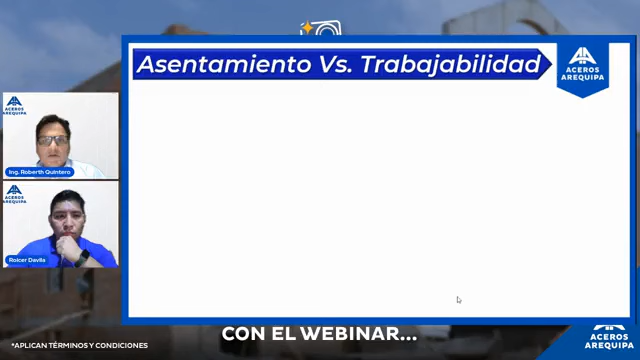 Asentamiento Vs. Trabajabilidad
ACEROS
AREQUIPA
ACEROS
AREQUIPA
Ing. Roberth Quintero
ACEROS
AREQUIPA
Roicer Davila
CON EL WEBINAR...
*APLICAN TÉRMINOS Y CONDICIONES
ACEROS
AREQUIPA